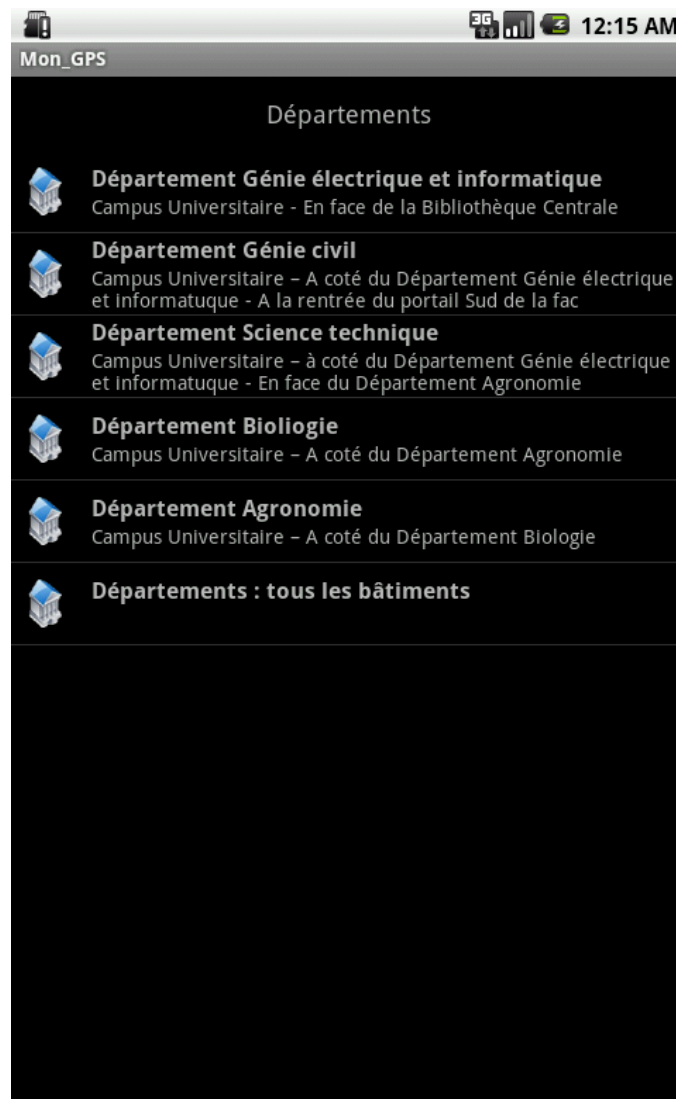 3G 12:15 AM
Mon_GPS
Départements
Département Génie électrique et informatique
Campus Universitaire - En face de la Bibliothèque Centrale
Département Génie civil
Campus Universitaire – A coté du Département Génie électrique
et informatuque - A la rentrée du portail Sud de la fac
Département Science technique
Campus Universitaire – à coté du Département Génie électrique
et informatuque - En face du Département Agronomie
Département Bioliogie
Campus Universitaire – A coté du Département Agronomie
Département Agronomie
Campus Universitaire – A coté du Département Biologie
Départements : tous les bâtiments